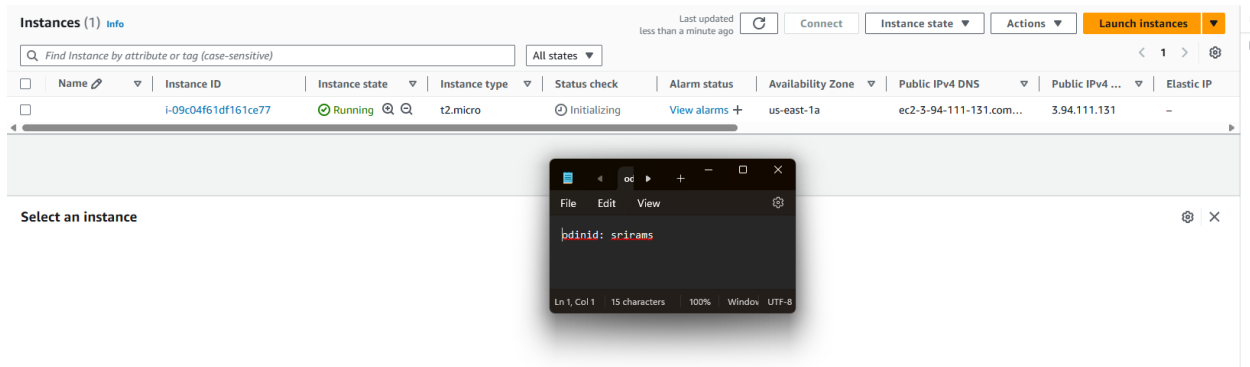 Instances (1) Info
Last updated
less than a minute ago
Connect
Instance state
Actions
Launch instances
Find Instance by attribute or tag (case-sensitive)
All states
1
Name
Instance ID
Instance state
Instance type
Status check
Alarm status
Availability Zone
Public IPv4 DNS
Public IPv4 ...
Elastic IP
i-09c04f61df161ce77
Running
t2.micro
Initializing
View alarms +
us-east-1a
ec2-3-94-111-131.com...
3.94.111.131
–
od
File Edit View
odinid: srirams
Ln 1, Col 1 15 characters 100% Window UTF-8
Select an instance